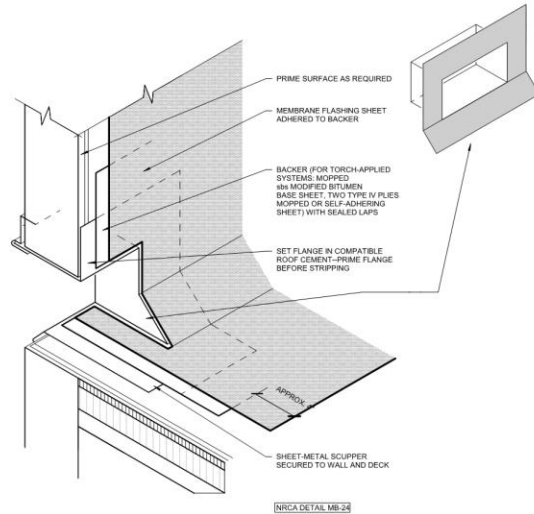 PRIME SURFACE AS REQUIRED
MEMBRANE FLASHING SHEET
ADHERED TO BACKER
BACKER (FOR TORCH-APPLIED
SYSTEMS: MOPPED
sbs MODIFIED BITUMEN
BASE SHEET, TWO TYPE IV PLIES
MOPPED OR SELF-ADHERING
SHEET) WITH SEALED LAPS
SET FLANGE IN COMPATIBLE
ROOF CEMENT--PRIME FLANGE
BEFORE STRIPPING
APPROX.
SHEET-METAL SCUPPER
SECURED TO WALL AND DECK
NRCA DETAIL MB-24